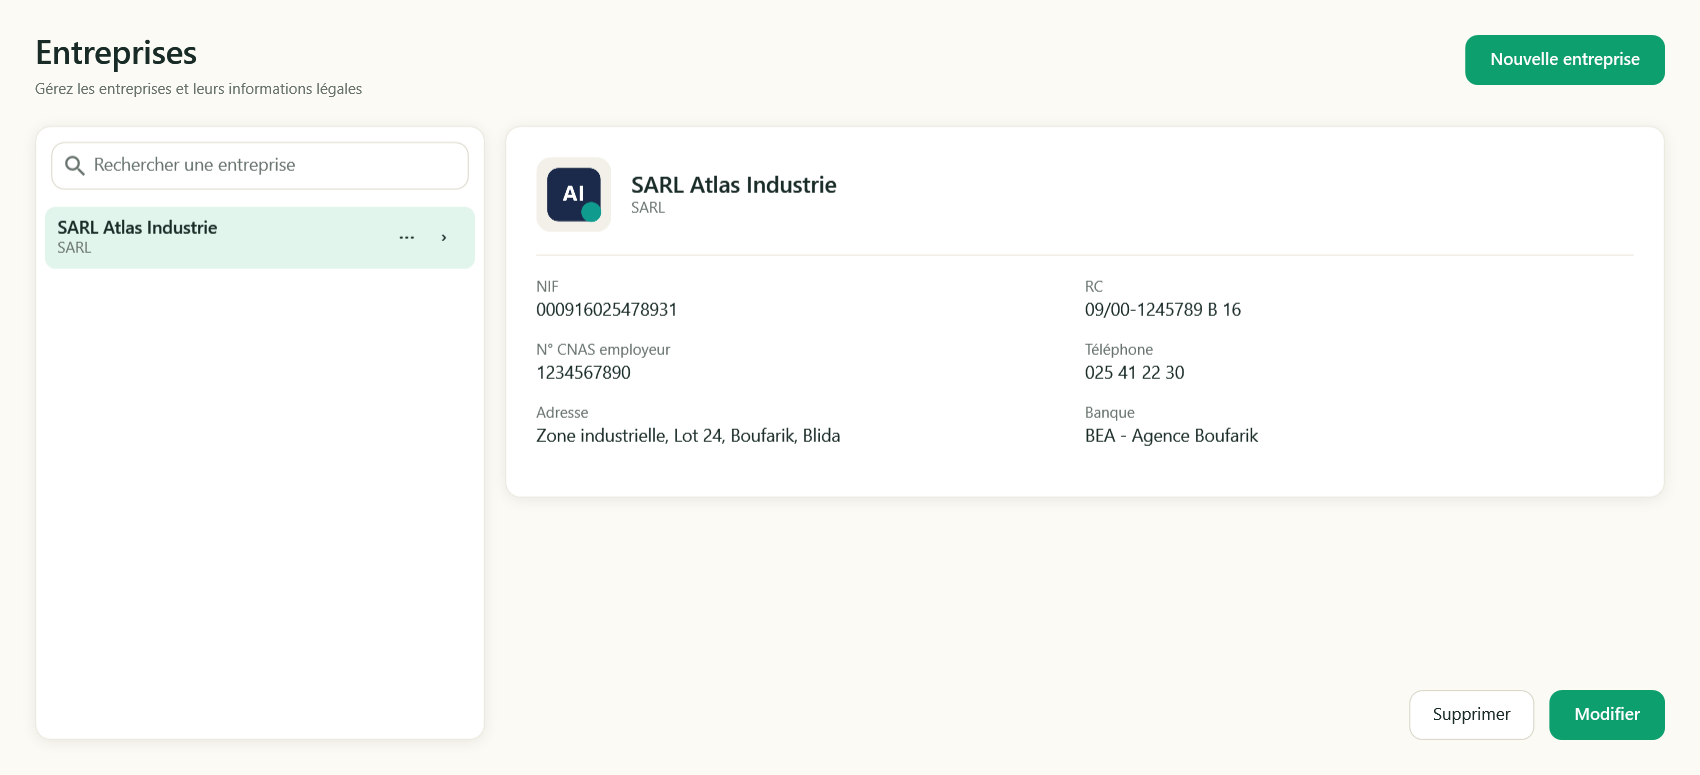 Entreprises
Gérez les entreprises et leurs informations légales
Nouvelle entreprise
Rechercher une entreprise
SARL Atlas Industrie
SARL
... ›
AI
SARL Atlas Industrie
SARL
NIF
000916025478931
RC
09/00-1245789 B 16
N° CNAS employeur
1234567890
Téléphone
025 41 22 30
Adresse
Zone industrielle, Lot 24, Boufarik, Blida
Banque
BEA - Agence Boufarik
Supprimer
Modifier